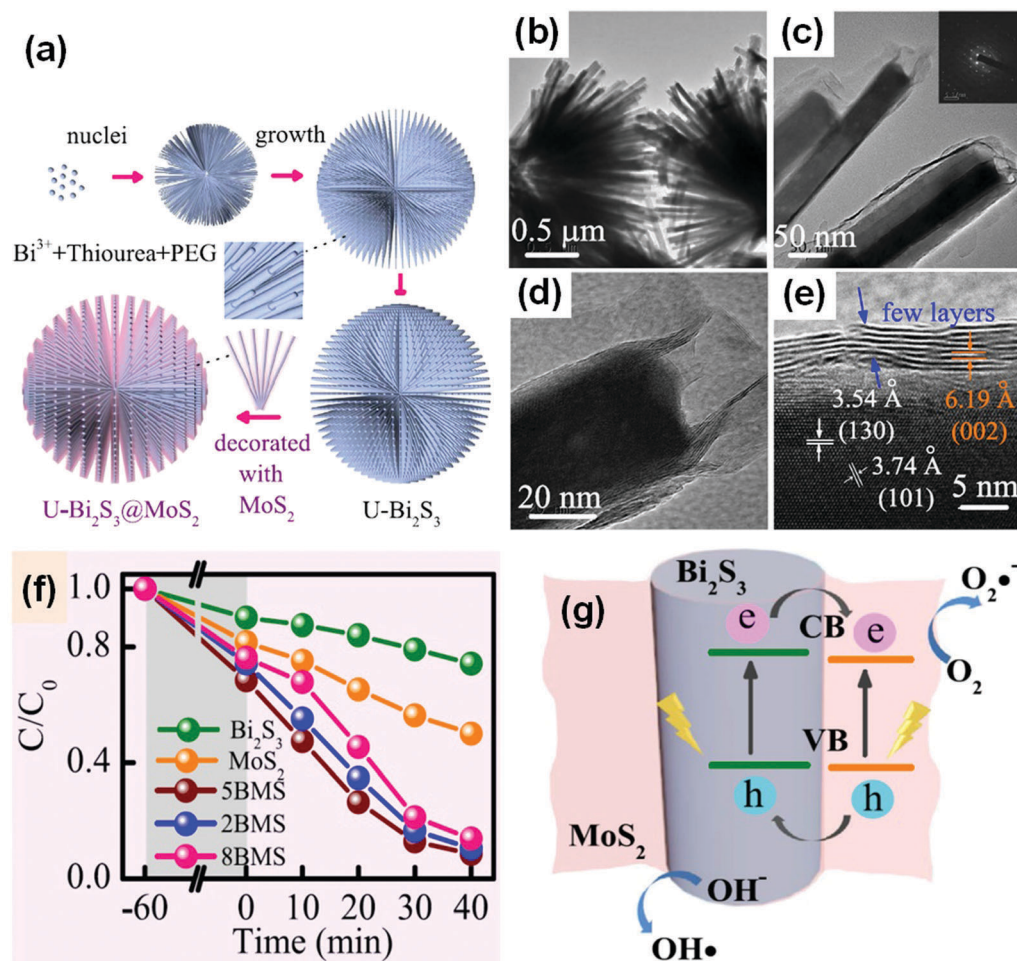 (a)
nuclei
growth
Bi³⁺+Thiourea+PEG
decorated
with
MoS₂
U-Bi₂S₃@MoS₂
U-Bi₂S₃
(b)
0.5 µm
(c)
50 nm
(d)
20 nm
(e)
few layers
3.54 Å
(130)
6.19 Å
(002)
3.74 Å
(101)
5 nm
(f)
C/C₀
1.0
0.8
0.4
0.0
Bi₂S₃
MoS₂
5BMS
2BMS
8BMS
-60
0
10
20
30
40
Time (min)
(g)
Bi₂S₃
e
CB
e
O₂•⁻
O₂
VB
h
h
MoS₂
OH⁻
OH•